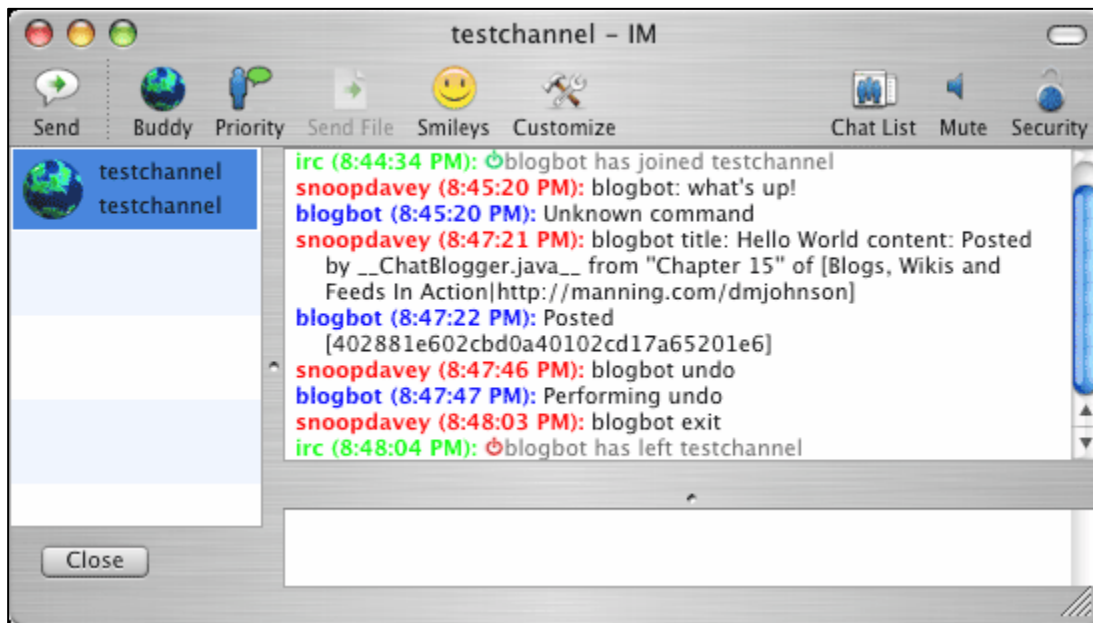 testchannel – IM
Send
Buddy
Priority
Send File
Smileys
Customize
Chat List
Mute
Security
testchannel
testchannel
irc (8:44:34 PM): blogbot has joined testchannel
snoopdavey (8:45:20 PM): blogbot: what's up!
blogbot (8:45:20 PM): Unknown command
snoopdavey (8:47:21 PM): blogbot title: Hello World content: Posted
by __ChatBlogger.java__ from "Chapter 15" of [Blogs, Wikis and
Feeds In Action|http://manning.com/dmjohnson]
blogbot (8:47:22 PM): Posted
[402881e602cbd0a40102cd17a65201e6]
snoopdavey (8:47:46 PM): blogbot undo
blogbot (8:47:47 PM): Performing undo
snoopdavey (8:48:03 PM): blogbot exit
irc (8:48:04 PM): blogbot has left testchannel
Close